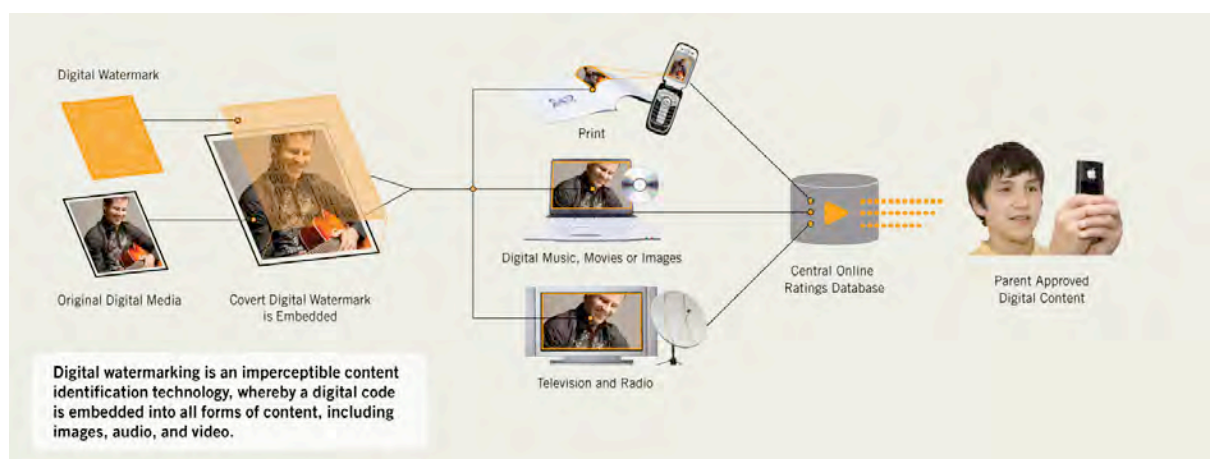 Digital Watermark
Original Digital Media
Covert Digital Watermark
is Embedded
Print
Digital Music, Movies or Images
Television and Radio
Central Online
Ratings Database
Parent Approved
Digital Content
Digital watermarking is an imperceptible content
identification technology, whereby a digital code
is embedded into all forms of content, including
images, audio, and video.